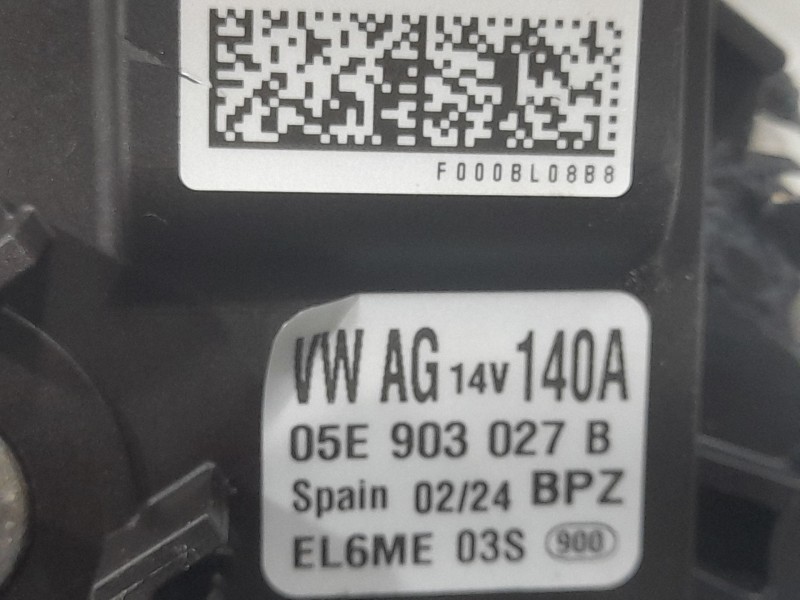 F000BL08B8
VW AG 14V 140A
05E 903 027 B
Spain 02/24 BPZ
EL6ME 03S 900